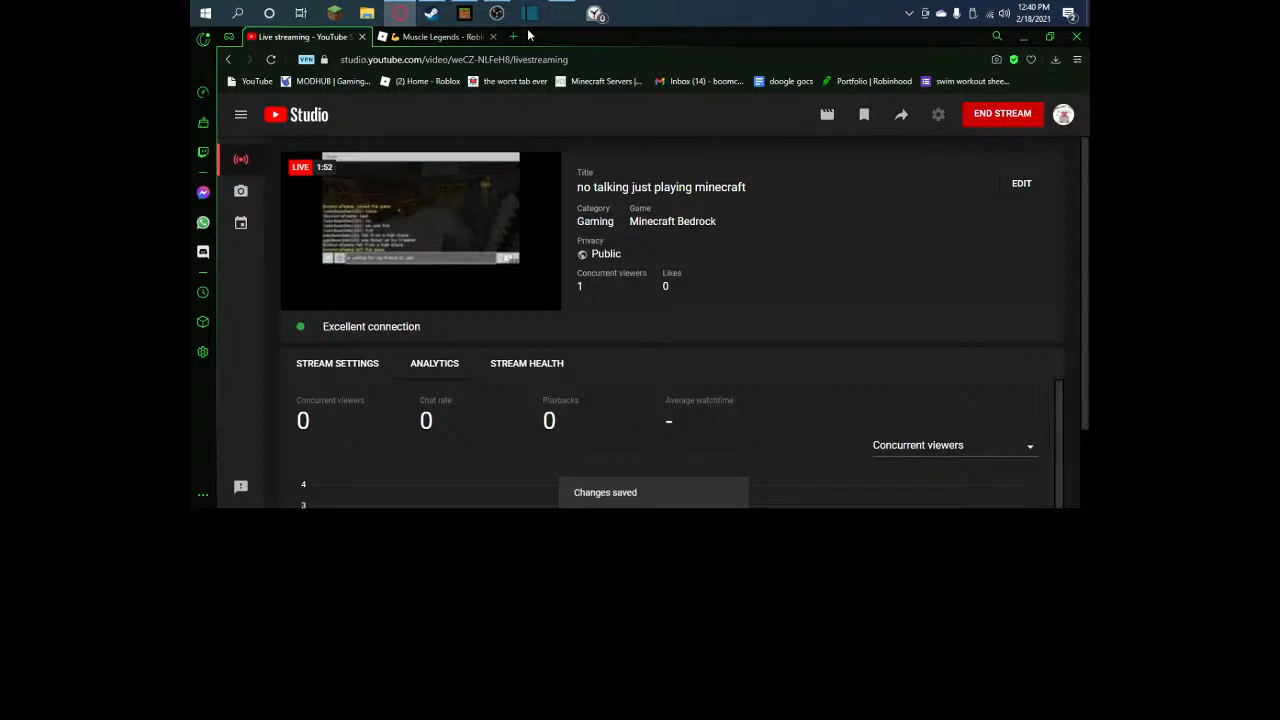 12:40 PM
2/18/2021
Live streaming - YouTube S
Muscle Legends - Robl
VPN
studio.youtube.com/video/weCZ-NLFeH8/livestreaming
YouTube
MODHUB | Gaming...
(2) Home - Roblox
the worst tab ever
Minecraft Servers |...
Inbox (14) - boomc...
doogle gocs
Portfolio | Robinhood
swim workout shee...
Studio
END STREAM
LIVE 1:52
Title
no talking just playing minecraft
EDIT
Category Game
Gaming Minecraft Bedrock
Privacy
Public
Concurrent viewers Likes
1 0
Excellent connection
STREAM SETTINGS ANALYTICS STREAM HEALTH
Concurrent viewers Chat rate Playbacks Average watchtime
0 0 0 -
Concurrent viewers
4
3
Changes saved